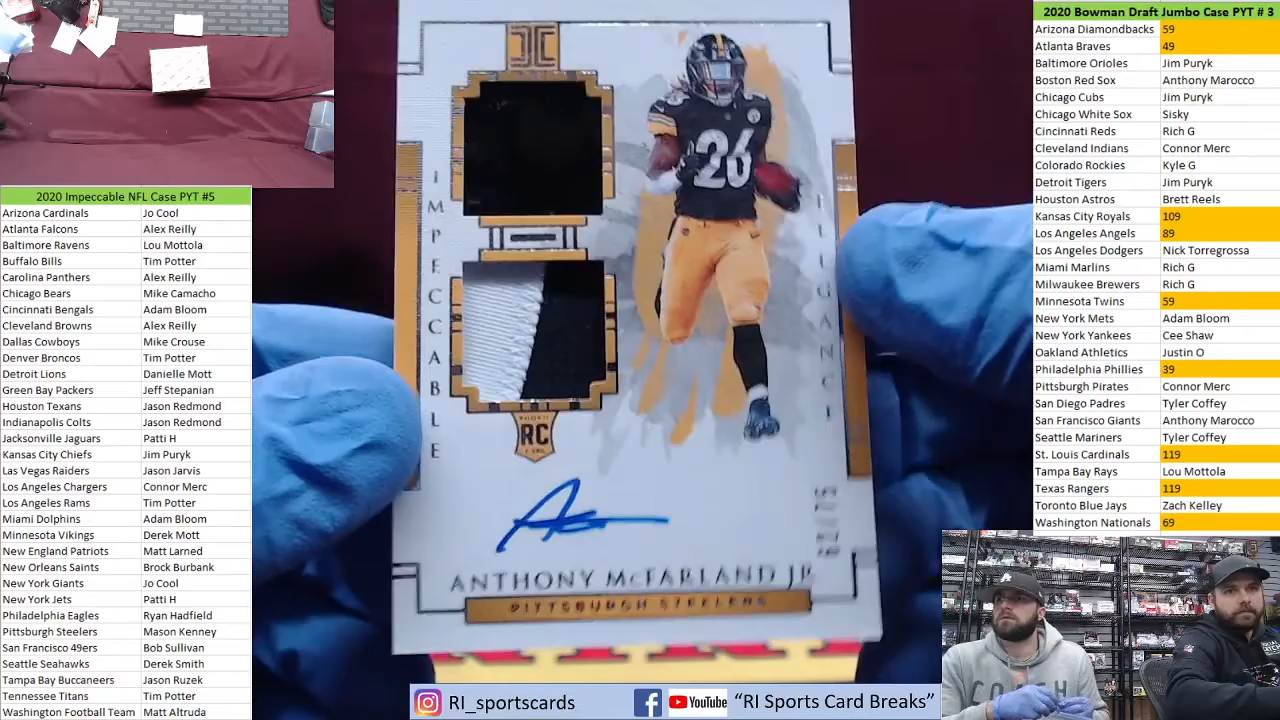 2020 Impeccable NFL Case PYT #5
Arizona Cardinals Jo Cool
Atlanta Falcons Alex Reilly
Baltimore Ravens Lou Mottola
Buffalo Bills Tim Potter
Carolina Panthers Alex Reilly
Chicago Bears Mike Camacho
Cincinnati Bengals Adam Bloom
Cleveland Browns Alex Reilly
Dallas Cowboys Mike Crouse
Denver Broncos Tim Potter
Detroit Lions Danielle Mott
Green Bay Packers Jeff Stepanian
Houston Texans Jason Redmond
Indianapolis Colts Jason Redmond
Jacksonville Jaguars Patti H
Kansas City Chiefs Jim Puryk
Las Vegas Raiders Jason Jarvis
Los Angeles Chargers Connor Merc
Los Angeles Rams Tim Potter
Miami Dolphins Adam Bloom
Minnesota Vikings Derek Mott
New England Patriots Matt Larned
New Orleans Saints Brock Burbank
New York Giants Jo Cool
New York Jets Patti H
Philadelphia Eagles Ryan Hadfield
Pittsburgh Steelers Mason Kenney
San Francisco 49ers Bob Sullivan
Seattle Seahawks Derek Smith
Tampa Bay Buccaneers Jason Ruzek
Tennessee Titans Tim Potter
Washington Football Team Matt Altruda
IMPECCABLE
26
RC
ANTHONY McFARLAND JR
PITTSBURGH STEELERS
RI_sportscards
YouTube
"RI Sports Card Breaks"
2020 Bowman Draft Jumbo Case PYT # 3
Arizona Diamondbacks 59
Atlanta Braves 49
Baltimore Orioles Jim Puryk
Boston Red Sox Anthony Marocco
Chicago Cubs Jim Puryk
Chicago White Sox Sisky
Cincinnati Reds Rich G
Cleveland Indians Connor Merc
Colorado Rockies Kyle G
Detroit Tigers Jim Puryk
Houston Astros Brett Reels
Kansas City Royals 109
Los Angeles Angels 89
Los Angeles Dodgers Nick Torregrossa
Miami Marlins Rich G
Milwaukee Brewers Rich G
Minnesota Twins 59
New York Mets Adam Bloom
New York Yankees Cee Shaw
Oakland Athletics Justin O
Philadelphia Phillies 39
Pittsburgh Pirates Connor Merc
San Diego Padres Tyler Coffey
San Francisco Giants Anthony Marocco
Seattle Mariners Tyler Coffey
St. Louis Cardinals 119
Tampa Bay Rays Lou Mottola
Texas Rangers 119
Toronto Blue Jays Zach Kelley
Washington Nationals 69